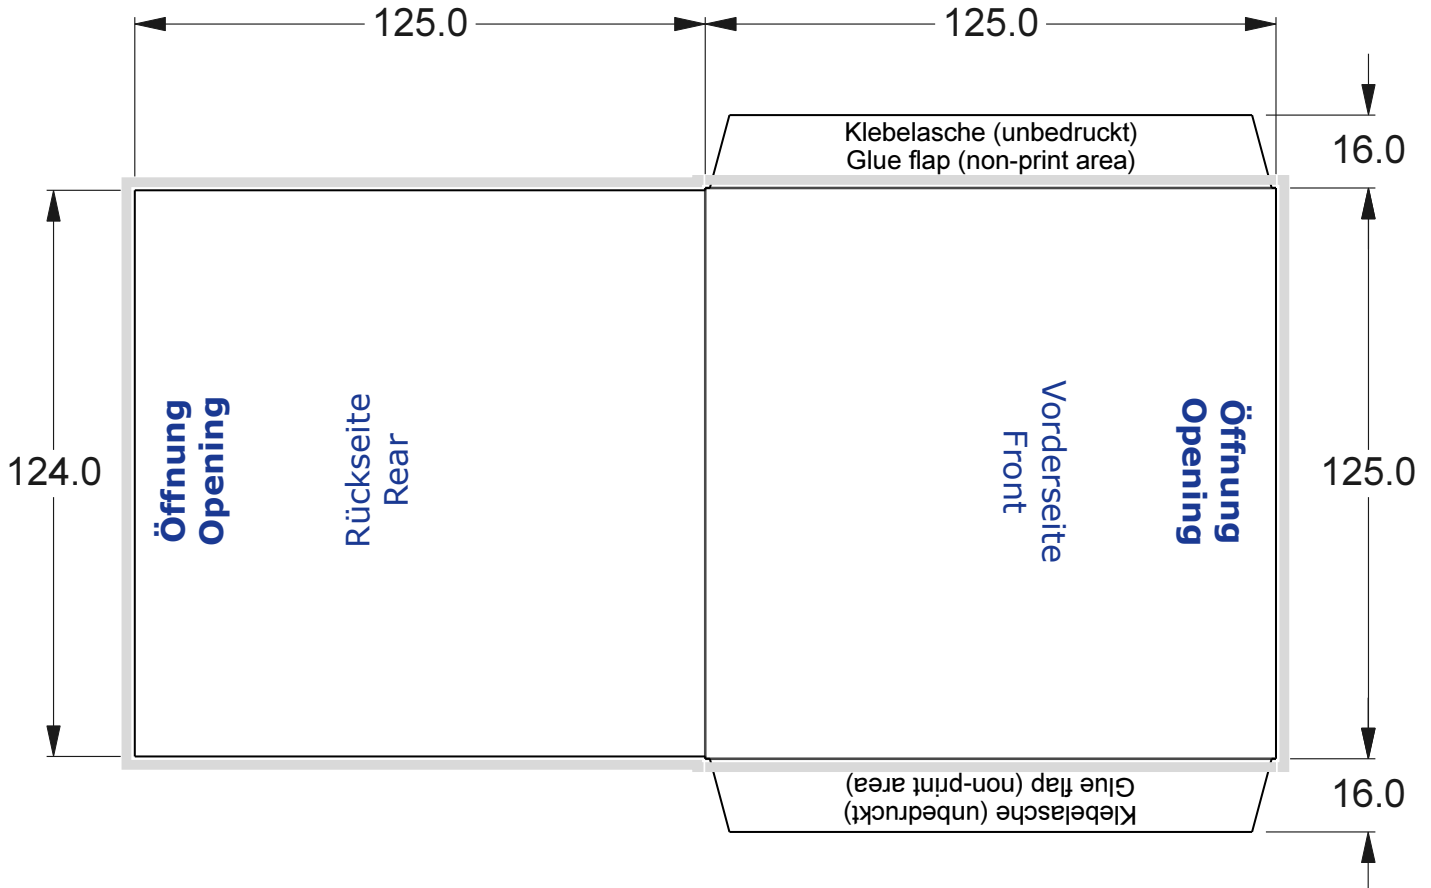 125.0
125.0
Klebelasche (unbedruckt)
Glue flap (non-print area)
16.0
124.0
Öffnung
Opening
Rückseite
Rear
Vorderseite
Front
Öffnung
Opening
125.0
Klebelasche (unbedruckt)
Glue flap (non-print area)
16.0